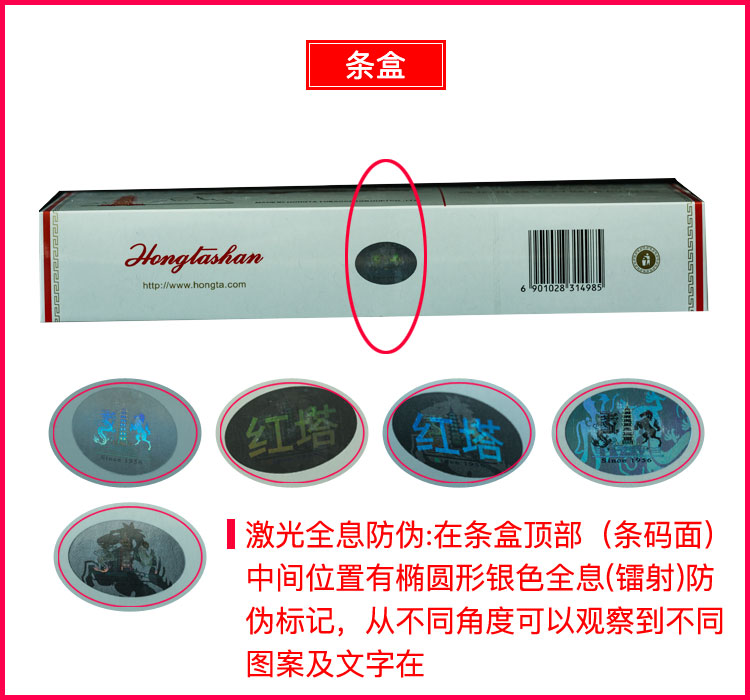 条盒
Hongtashan
http://www.hongta.com
6 901028 314985
Since 1956
红塔
红塔
Since 1956
激光全息防伪:在条盒顶部（条码面）
中间位置有椭圆形银色全息(镭射)防
伪标记，从不同角度可以观察到不同
图案及文字在